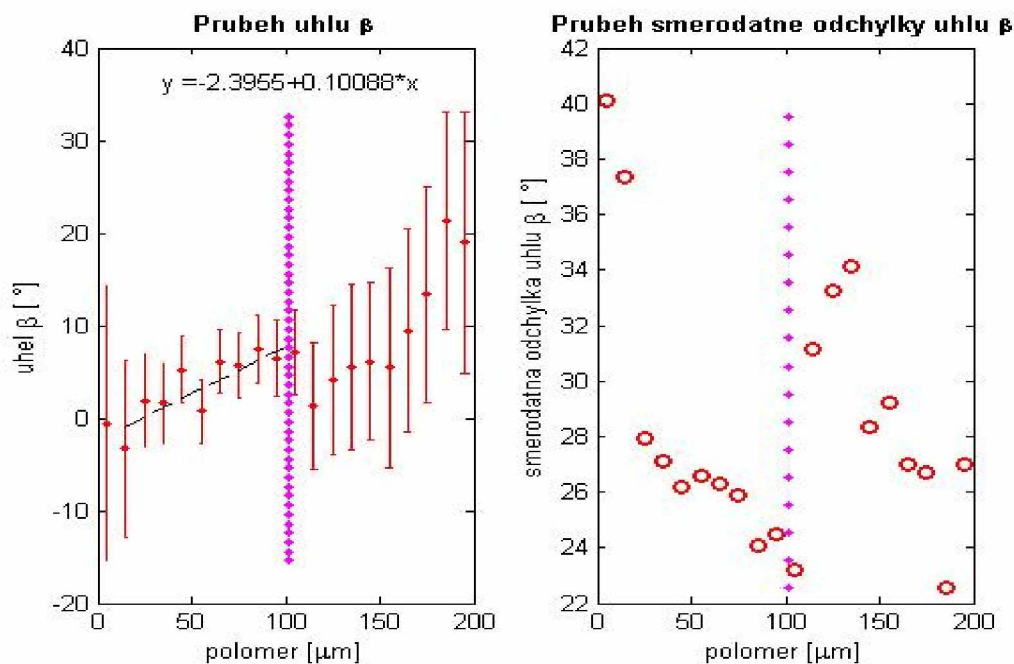 Prubeh uhlu β
y =-2.3955+0.10088*x
40
30
20
10
0
-10
-20
uhel β [ °]
0 50 100 150 200
polomer [μm]
Prubeh smerodatne odchylky uhlu β
42
40
38
36
34
32
30
28
26
24
22
smerodatna odchylka uhlu β [ °]
0 50 100 150 200
polomer [μm]